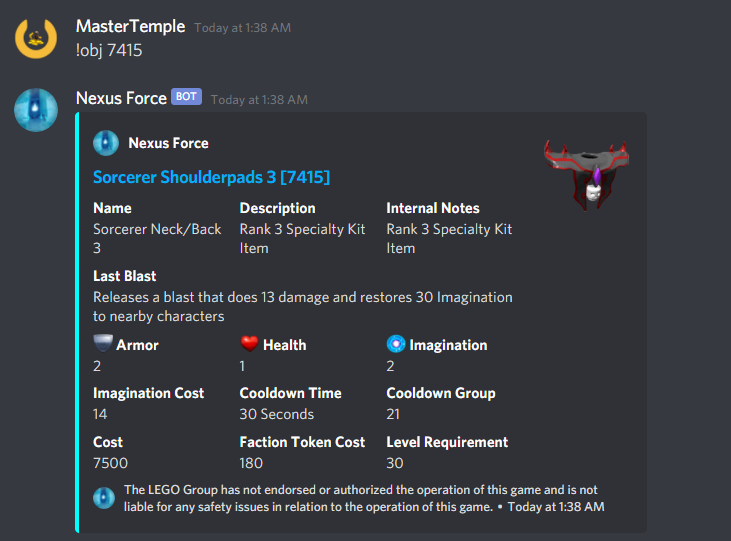 MasterTemple Today at 1:38 AM
!obj 7415
Nexus Force BOT Today at 1:38 AM
Nexus Force
Sorcerer Shoulderpads 3 [7415]
Name Description Internal Notes
Sorcerer Neck/Back Rank 3 Specialty Kit Rank 3 Specialty Kit
3 Item Item
Last Blast
Releases a blast that does 13 damage and restores 30 Imagination
to nearby characters
Armor Health Imagination
2 1 2
Imagination Cost Cooldown Time Cooldown Group
14 30 Seconds 21
Cost Faction Token Cost Level Requirement
7500 180 30
The LEGO Group has not endorsed or authorized the operation of this game and is not
liable for any safety issues in relation to the operation of this game. • Today at 1:38 AM